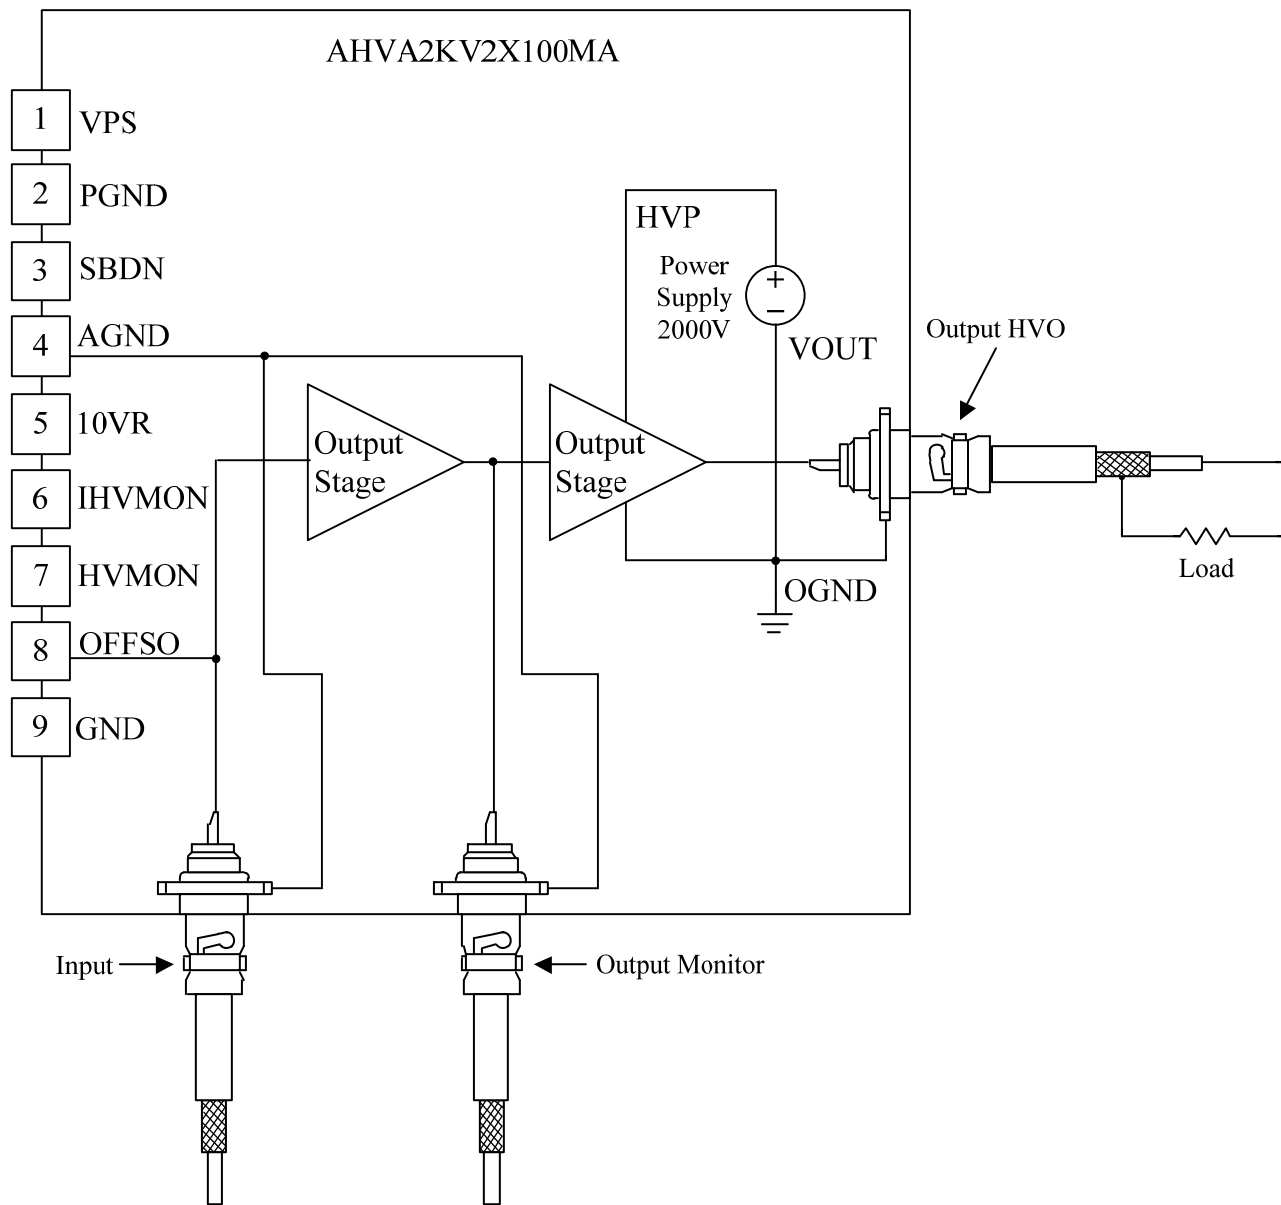 AHVA2KV2X100MA
1 VPS
2 PGND
3 SBDN
4 AGND
5 10VR
6 IHVMON
7 HVMON
8 OFFSO
9 GND
HVP
Power
Supply
2000V
+
−
VOUT
Output HVO
Output
Stage
Output
Stage
OGND
Load
Input
Output Monitor